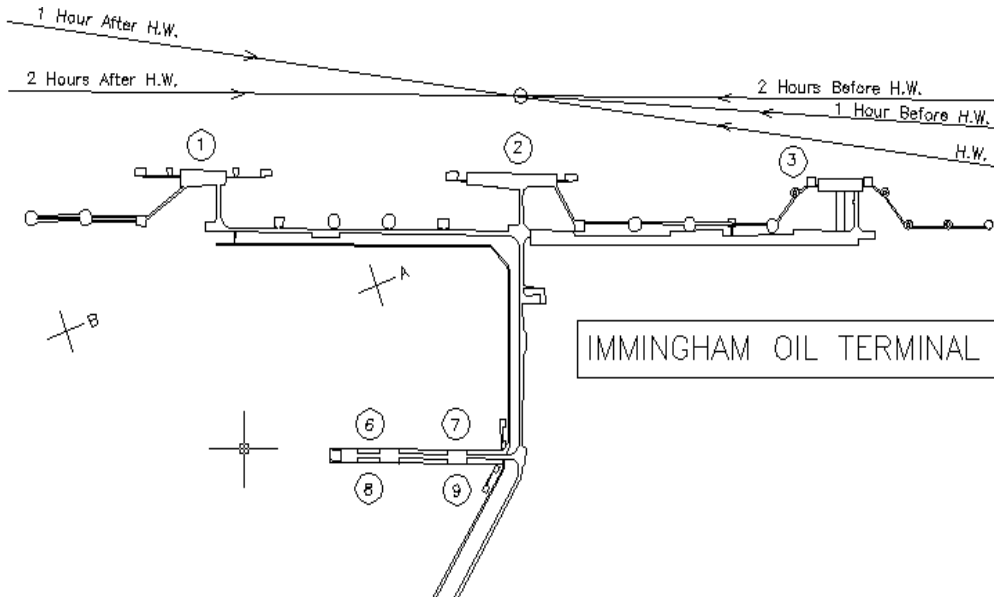 1 Hour After H.W.
2 Hours After H.W.
2 Hours Before H.W.
1 Hour Before H.W.
H.W.
1
2
3
A
B
IMMINGHAM OIL TERMINAL
6
7
8
9